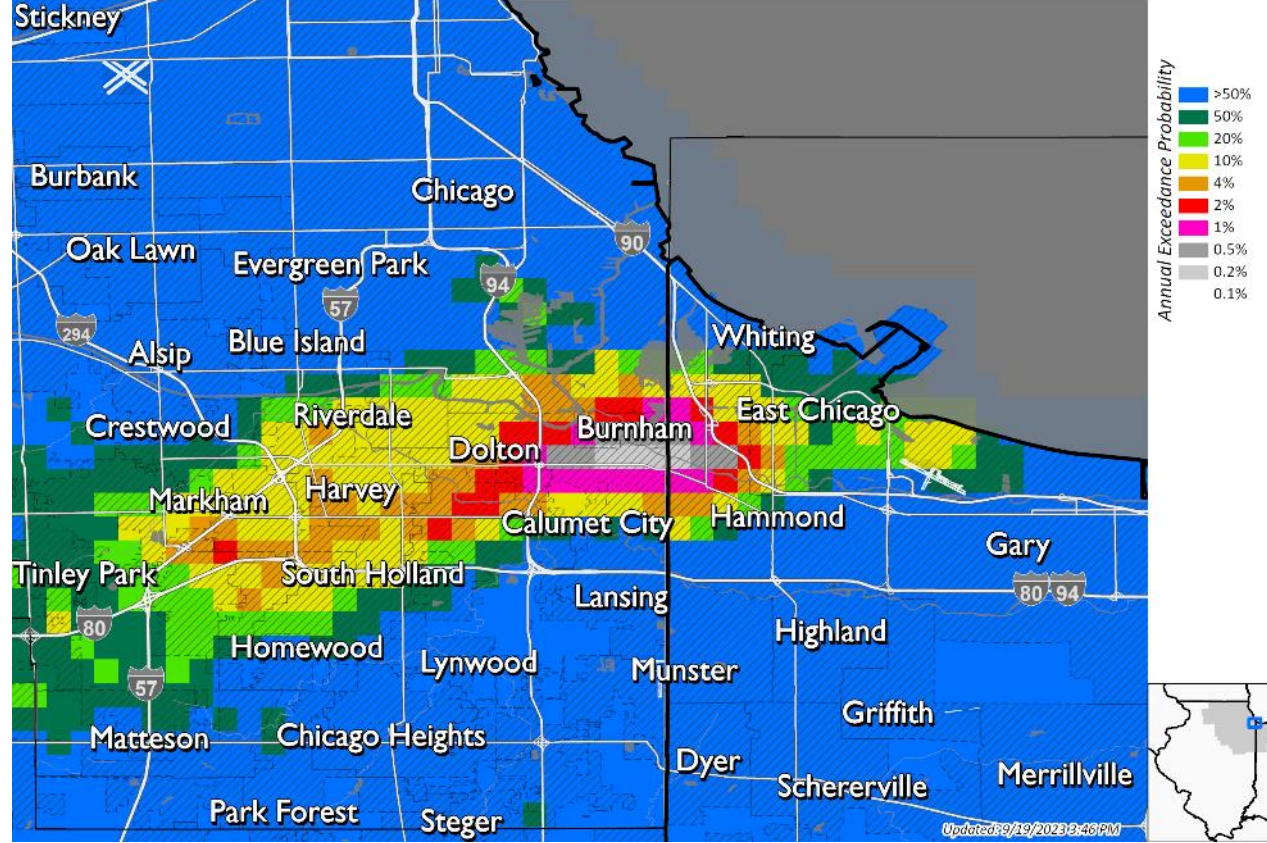 Stickney
Burbank
Chicago
Oak Lawn
90
Evergreen Park
94
57
294
Whiting
Blue Island
Alsip
East Chicago
Riverdale
Crestwood
Burnham
Dolton
Harvey
Markham
Calumet City
Hammond
Gary
Tinley Park
South Holland
80
94
Lansing
80
Highland
Homewood
Lynwood
Munster
57
Griffith
Matteson
Chicago Heights
Dyer
Merrillville
Schererville
Park Forest
Steger
Updated: 9/19/2023 3:46 PM
Annual Exceedance Probability
>50%
50%
20%
10%
4%
2%
1%
0.5%
0.2%
0.1%